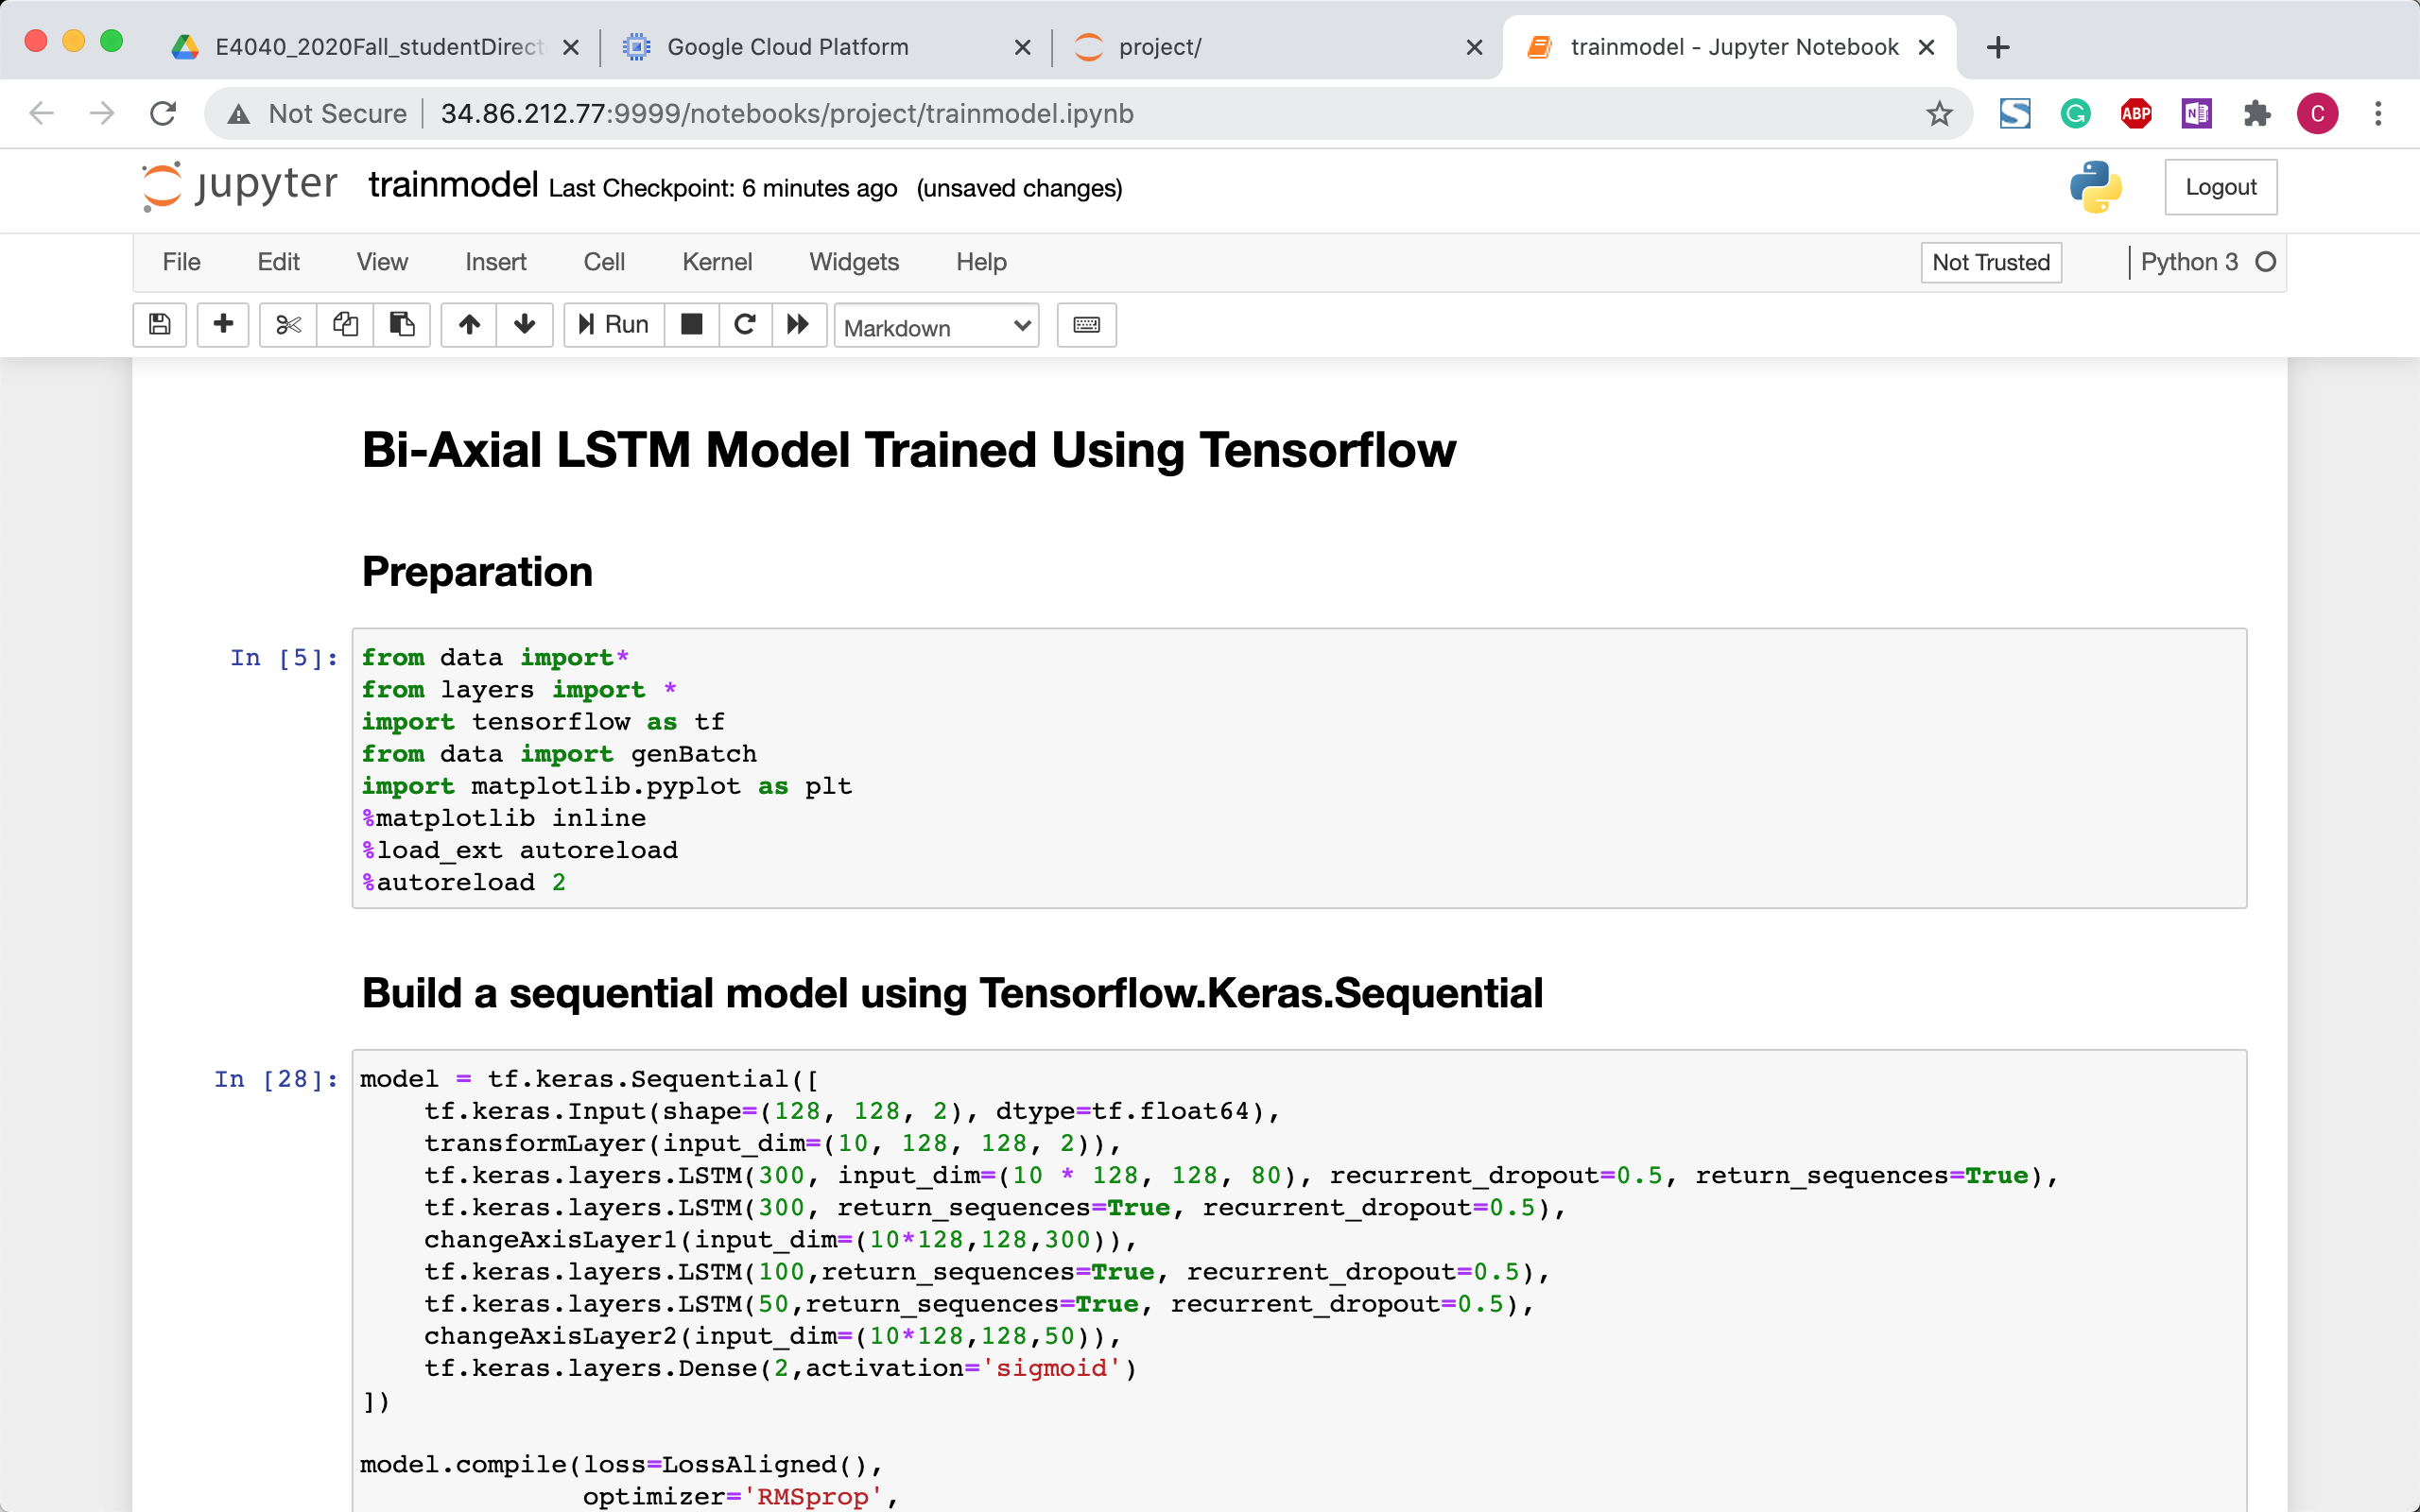 E4040_2020Fall_studentDirect
Google Cloud Platform
project/
trainmodel - Jupyter Notebook
Not Secure
34.86.212.77:9999/notebooks/project/trainmodel.ipynb
S
G
ABP
N
C
jupyter
trainmodel Last Checkpoint: 6 minutes ago (unsaved changes)
Logout
File Edit View Insert Cell Kernel Widgets Help
Not Trusted
Python 3
Run
Markdown
Bi-Axial LSTM Model Trained Using Tensorflow
Preparation
In [5]:
from data import*
from layers import *
import tensorflow as tf
from data import genBatch
import matplotlib.pyplot as plt
%matplotlib inline
%load_ext autoreload
%autoreload 2
Build a sequential model using Tensorflow.Keras.Sequential
In [28]:
model = tf.keras.Sequential([
    tf.keras.Input(shape=(128, 128, 2), dtype=tf.float64),
    transformLayer(input_dim=(10, 128, 128, 2)),
    tf.keras.layers.LSTM(300, input_dim=(10 * 128, 128, 80), recurrent_dropout=0.5, return_sequences=True),
    tf.keras.layers.LSTM(300, return_sequences=True, recurrent_dropout=0.5),
    changeAxisLayer1(input_dim=(10*128,128,300)),
    tf.keras.layers.LSTM(100,return_sequences=True, recurrent_dropout=0.5),
    tf.keras.layers.LSTM(50,return_sequences=True, recurrent_dropout=0.5),
    changeAxisLayer2(input_dim=(10*128,128,50)),
    tf.keras.layers.Dense(2,activation='sigmoid')
])
model.compile(loss=LossAligned(),
              optimizer='RMSprop',